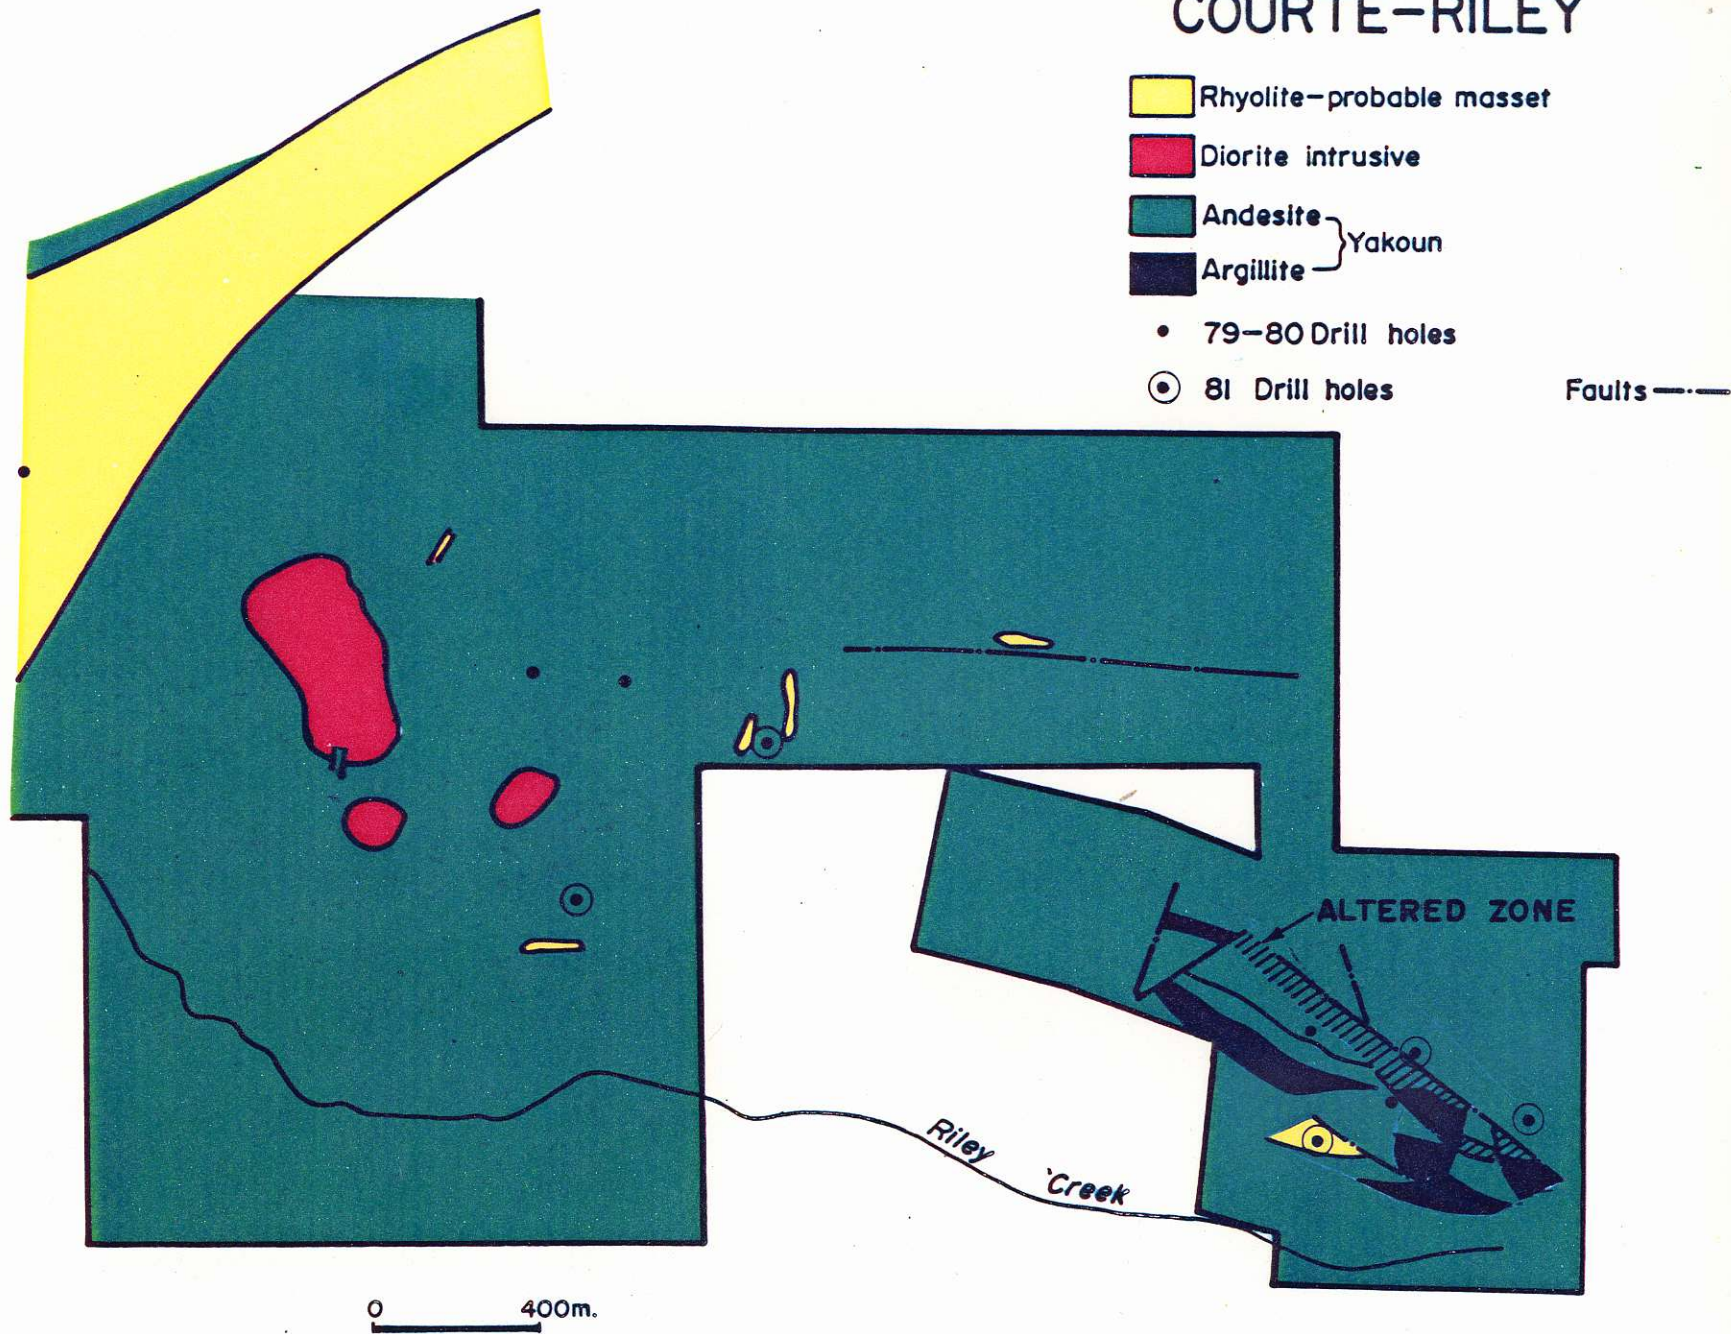 COURTE-RILEY
Rhyolite-probable masset
Diorite intrusive
Andesite
Yakoun
Argillite
79-80 Drill holes
81 Drill holes
Faults
ALTERED ZONE
Riley Creek
0 400m.